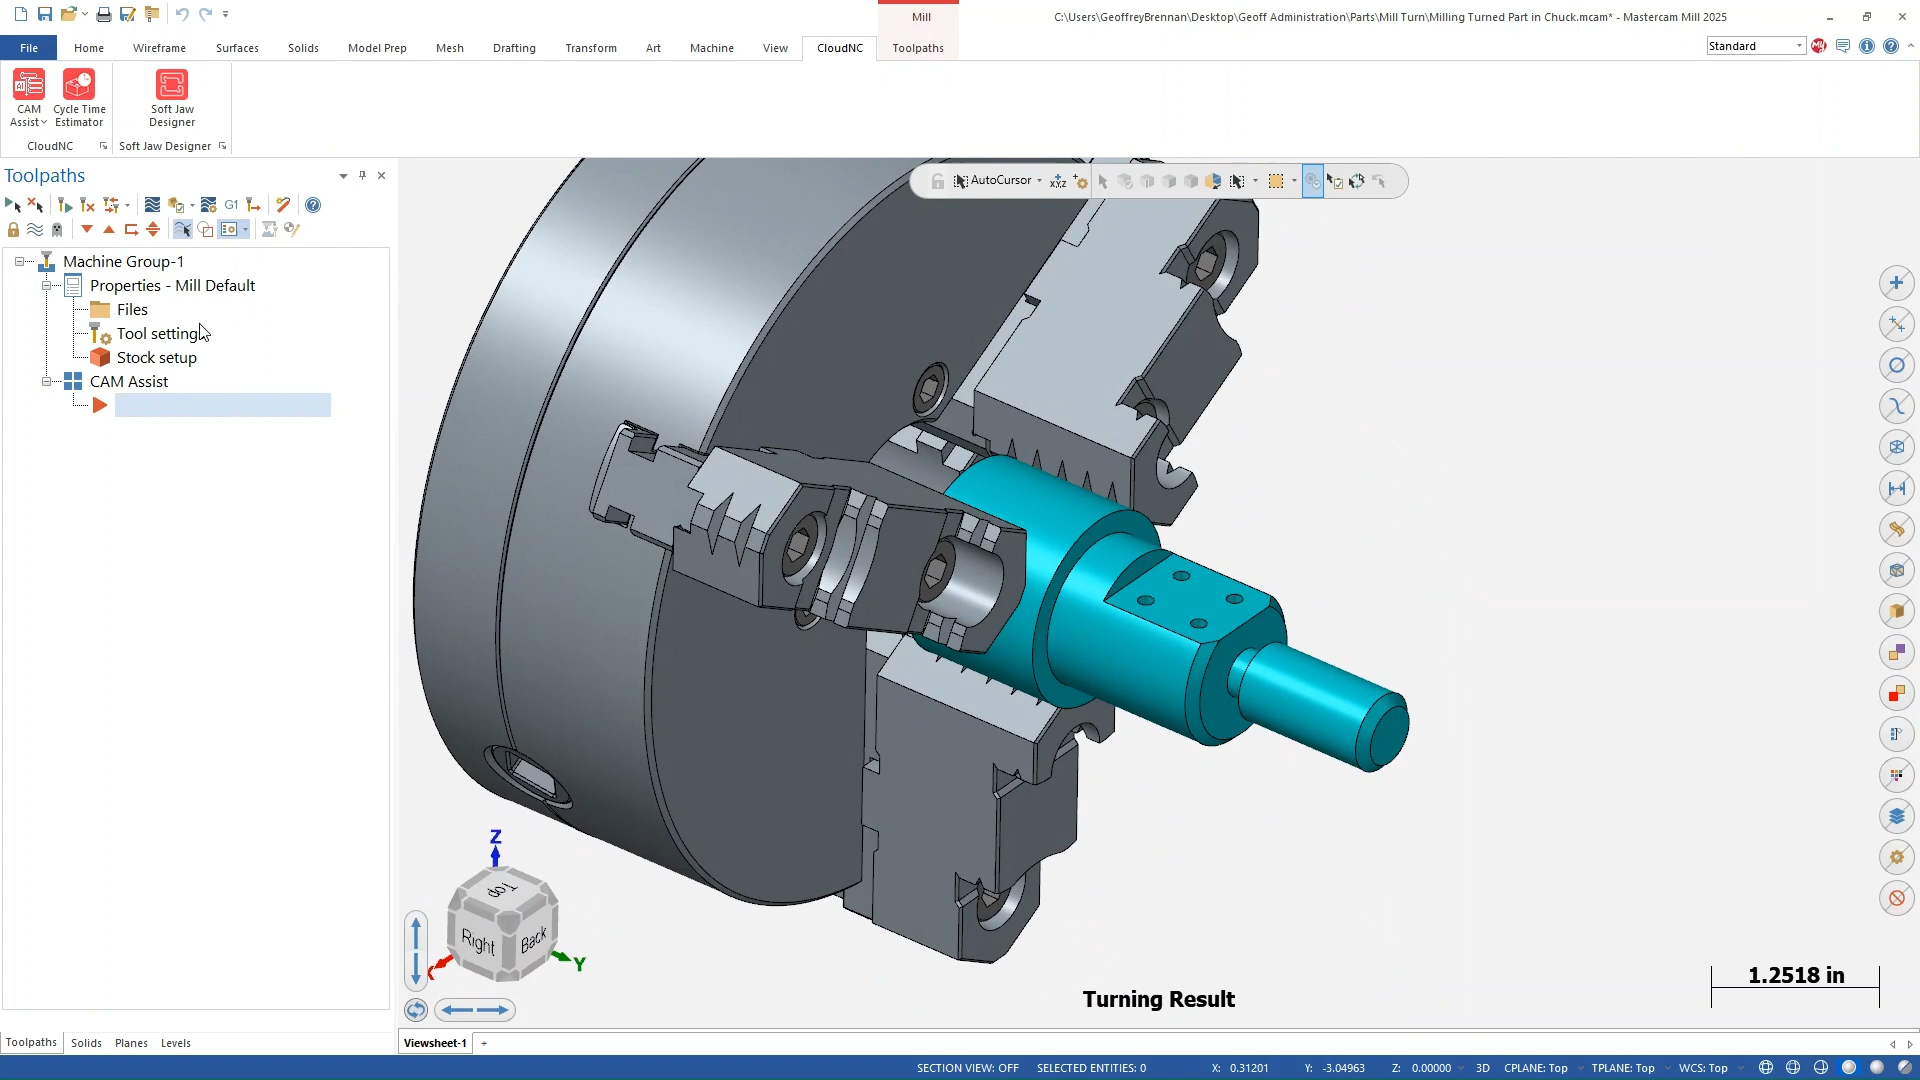 Mill
C:\Users\GeoffreyBrennan\Desktop\Geoff Administration\Parts\Mill Turn\Milling Turned Part in Chuck.mcam* - Mastercam Mill 2025
File Home Wireframe Surfaces Solids Model Prep Mesh Drafting Transform Art Machine View CloudNC Toolpaths
Standard
CAM Assist
Cycle Time Estimator
Soft Jaw Designer
CloudNC
Soft Jaw Designer
Toolpaths
AutoCursor
G1
Machine Group-1
Properties - Mill Default
Files
Tool setting
Stock setup
CAM Assist
Z
Top
Right
Back
X
Y
Turning Result
1.2518 in
Toolpaths Solids Planes Levels
Viewsheet-1
SECTION VIEW: OFF SELECTED ENTITIES: 0 X: 0.31201 Y: -3.04963 Z: 0.00000 3D CPLANE: Top TPLANE: Top WCS: Top